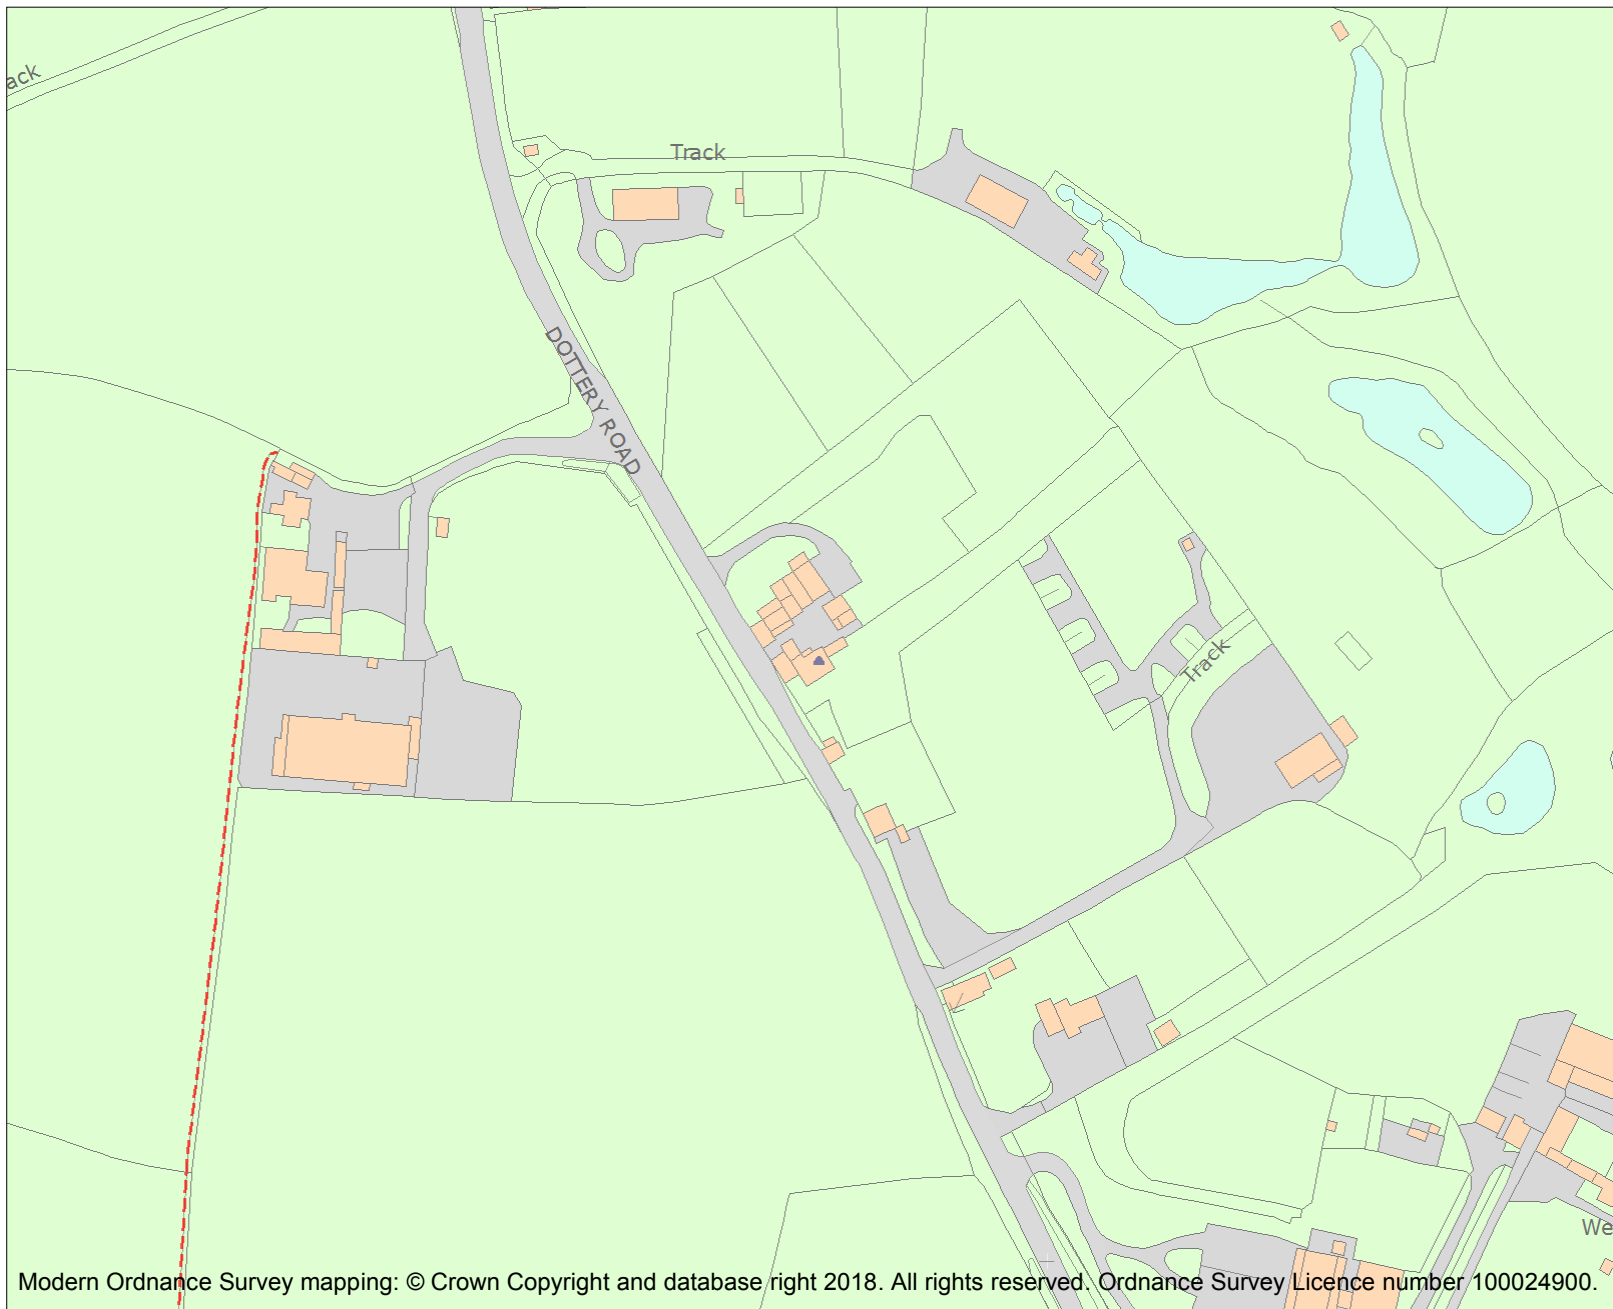 ack
Track
DOTTERY ROAD
Track
We
Modern Ordnance Survey mapping: © Crown Copyright and database right 2018. All rights reserved. Ordnance Survey Licence number 100024900.